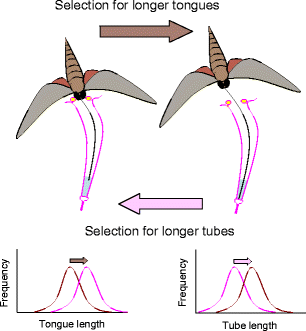 Selection for longer tongues
Selection for longer tubes
Frequency
Tongue length
Frequency
Tube length